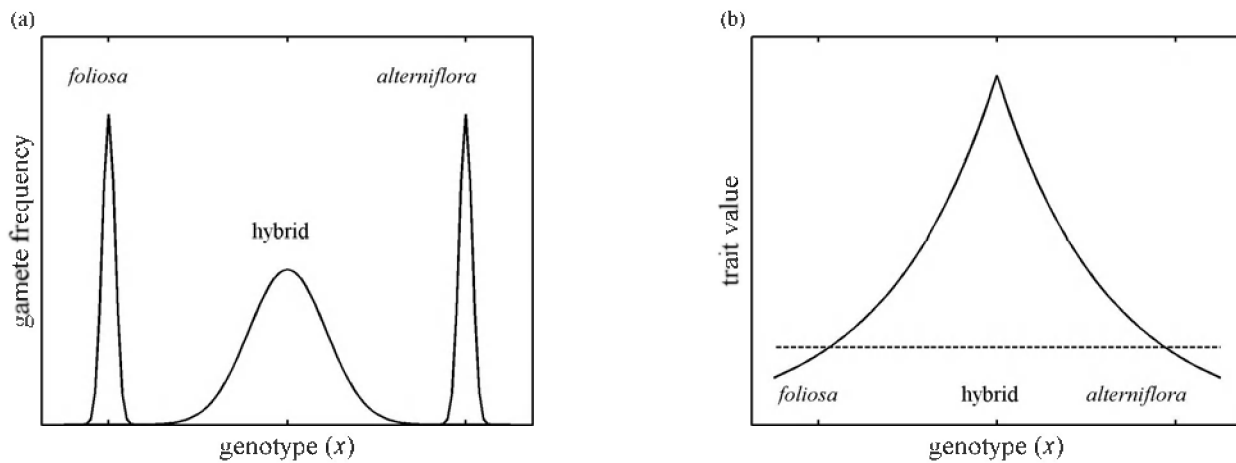 (a)
foliosa
alterniflora
hybrid
gamete frequency
genotype (x)
(b)
trait value
foliosa
hybrid
alterniflora
genotype (x)